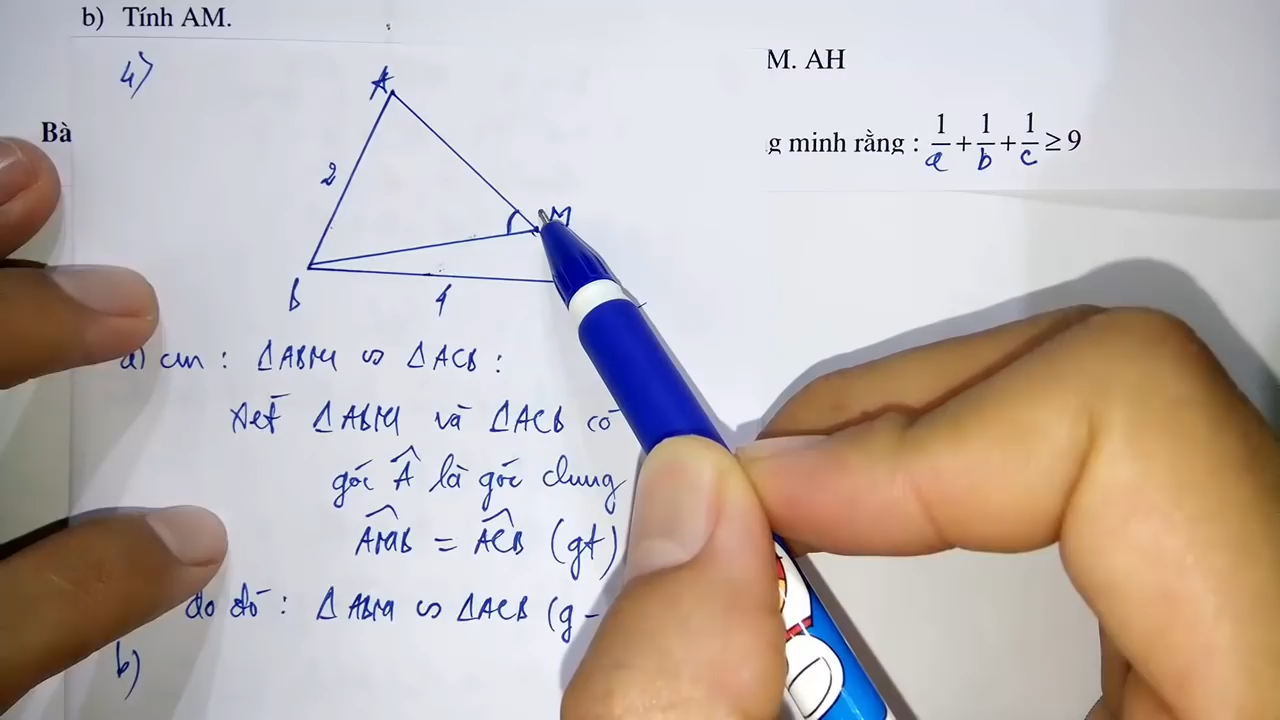 b) Tính AM.
4)
M. AH
Bà
g minh rằng : 1/a + 1/b + 1/c ≥ 9
A
2
M
B
4
a) cm : ΔABM ∽ ΔACB :
Xét ΔABM và ΔACB có
góc Â là góc chung
AMB = ACB (gt)
do đó : ΔABM ∽ ΔACB (g -
b)